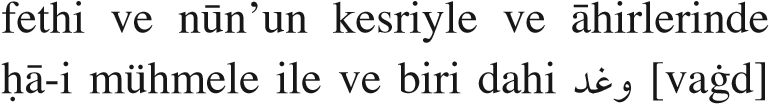 fethi ve nūn’un kesriyle ve āhirlerinde
ḥā-i mühmele ile ve biri dahi وغد [vaġd]